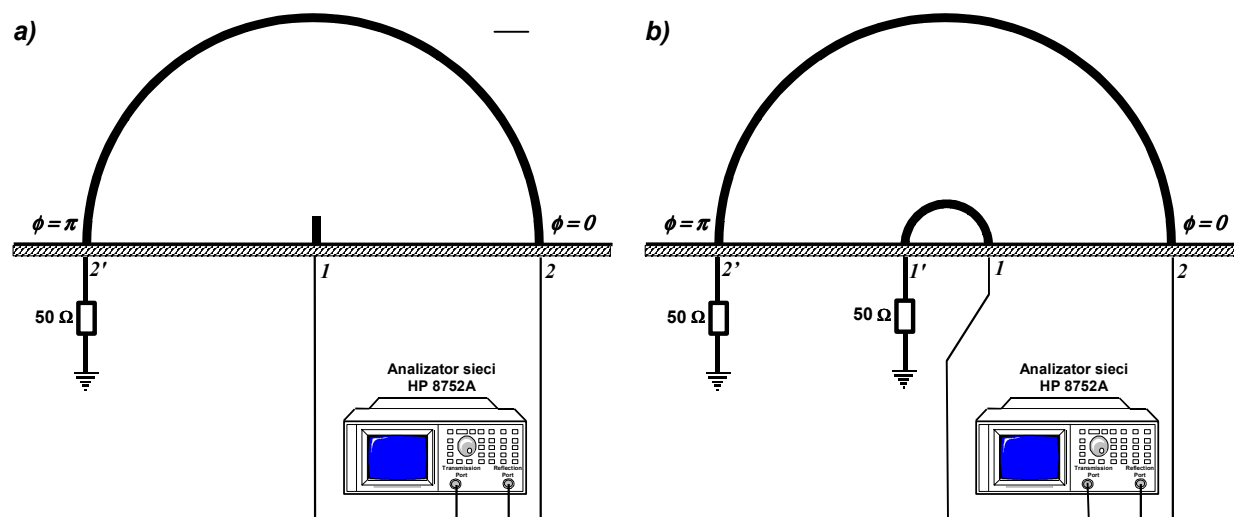 a)
ϕ = π
ϕ = 0
2'
1
2
50 Ω
Analizator sieci
HP 8752A
Transmission
Port
Reflection
Port
b)
ϕ = π
ϕ = 0
2'
1'
1
2
50 Ω
50 Ω
Analizator sieci
HP 8752A
Transmission
Port
Reflection
Port